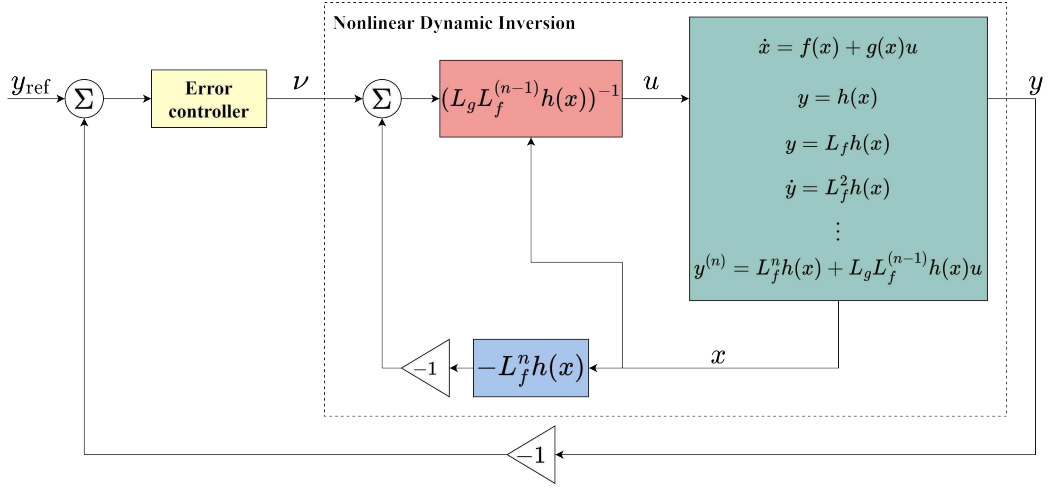 Nonlinear Dynamic Inversion
y_ref
Σ
Error
controller
ν
Σ
(L_g L_f^{(n-1)} h(x))^{-1}
u
ẋ = f(x) + g(x)u
y = h(x)
y = L_f h(x)
ẏ = L_f^2 h(x)
⋮
y^{(n)} = L_f^n h(x) + L_g L_f^{(n-1)} h(x)u
y
-1
-L_f^n h(x)
x
-1